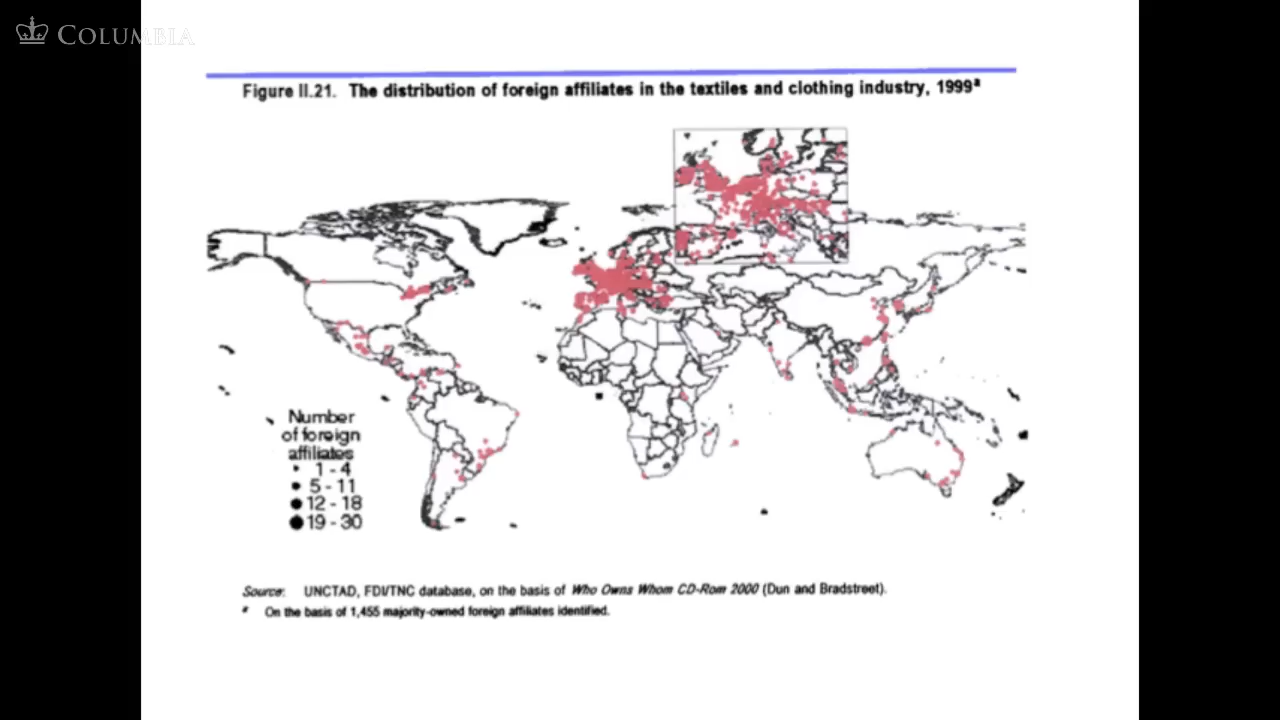 COLUMBIA
Figure II.21. The distribution of foreign affiliates in the textiles and clothing industry, 1999ª
Number
of foreign
affiliates
1 - 4
5 - 11
12 - 18
19 - 30
Source: UNCTAD, FDI/TNC database, on the basis of Who Owns Whom CD-Rom 2000 (Dun and Bradstreet).
ª On the basis of 1,455 majority-owned foreign affiliates identified.